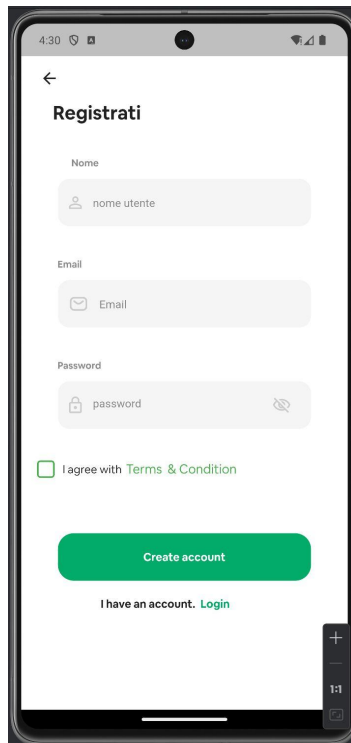 4:30
Registrati
Nome
nome utente
Email
Email
Password
password
I agree with Terms & Condition
Create account
I have an account. Login
1:1